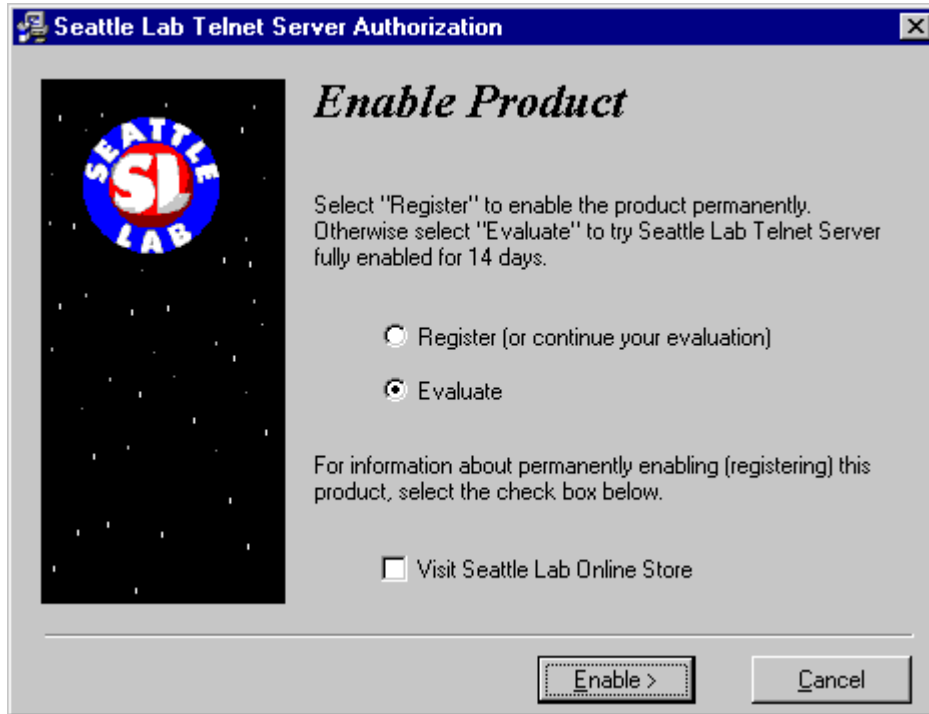 Seattle Lab Telnet Server Authorization
Enable Product
SEATTLE
SL
LAB
Select "Register" to enable the product permanently.
Otherwise select "Evaluate" to try Seattle Lab Telnet Server
fully enabled for 14 days.
Register (or continue your evaluation)
Evaluate
For information about permanently enabling (registering) this
product, select the check box below.
Visit Seattle Lab Online Store
Enable >
Cancel